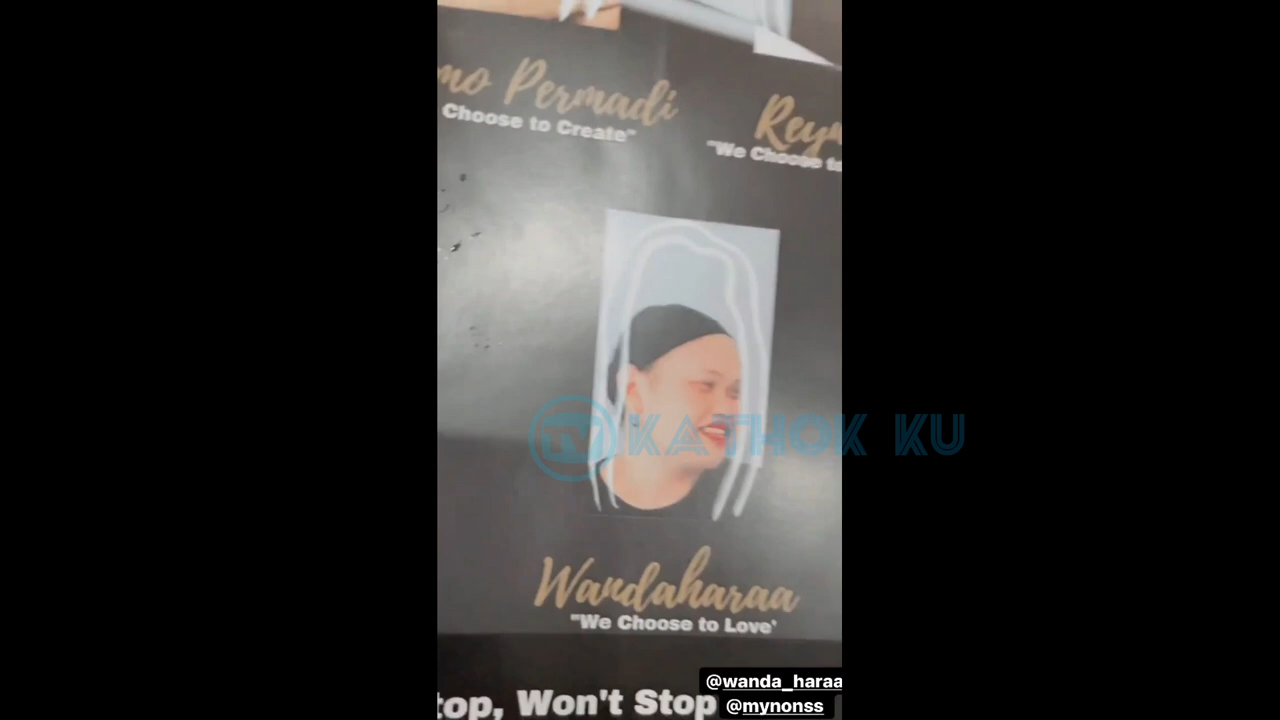 mo Permadi
Choose to Create"
Rey
"We Choose to
TV KATHOK KU
Wandaharaa
"We Choose to Love'
@wanda_haraa
top, Won't Stop
@mynonss